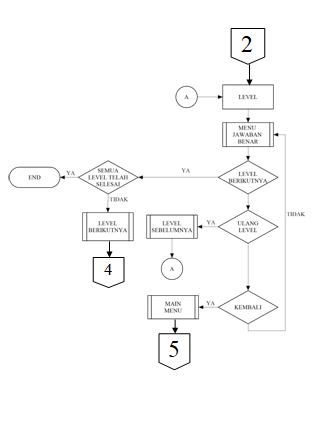 2
A
LEVEL
MENU
JAWABAN
BENAR
SEMUA
LEVEL TELAH
SELESAI
YA
END
YA
LEVEL
BERIKUTNYA
TIDAK
LEVEL
BERIKUTNYA
LEVEL
SEBELUMNYA
YA
ULANG
LEVEL
TIDAK
4
A
MAIN
MENU
YA
KEMBALI
5